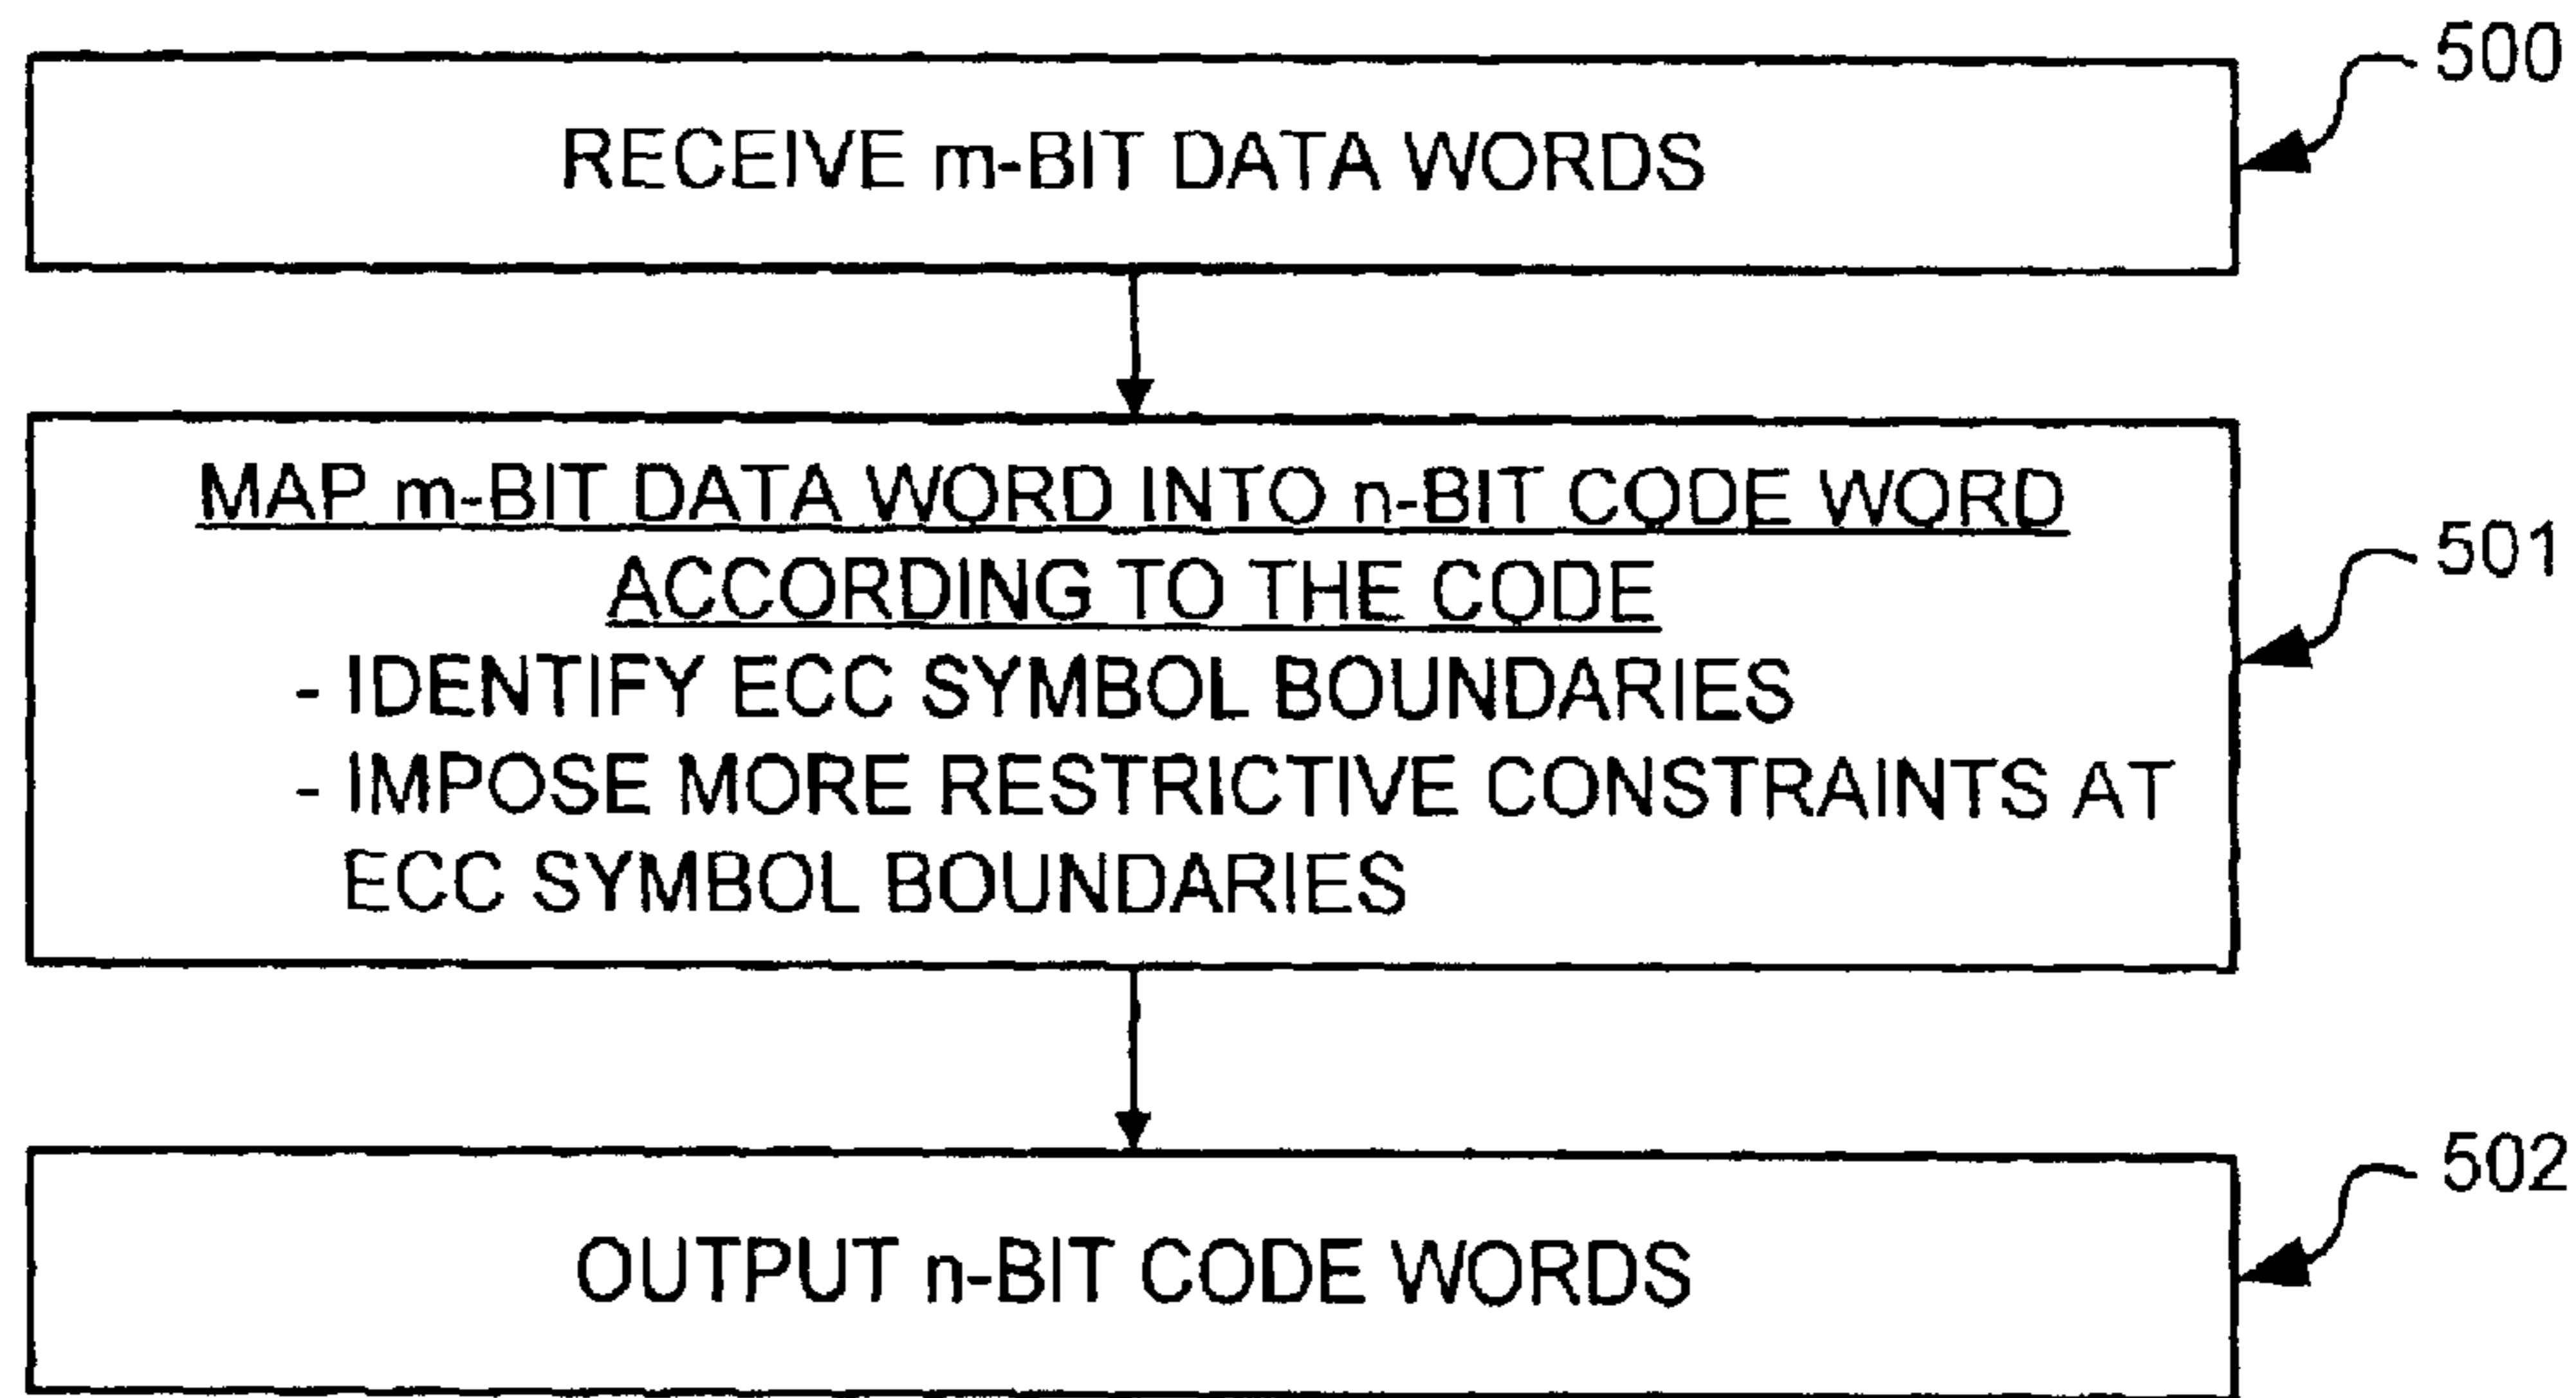 500
RECEIVE m-BIT DATA WORDS
MAP m-BIT DATA WORD INTO n-BIT CODE WORD
ACCORDING TO THE CODE
501
- IDENTIFY ECC SYMBOL BOUNDARIES
- IMPOSE MORE RESTRICTIVE CONSTRAINTS AT
ECC SYMBOL BOUNDARIES
502
OUTPUT n-BIT CODE WORDS